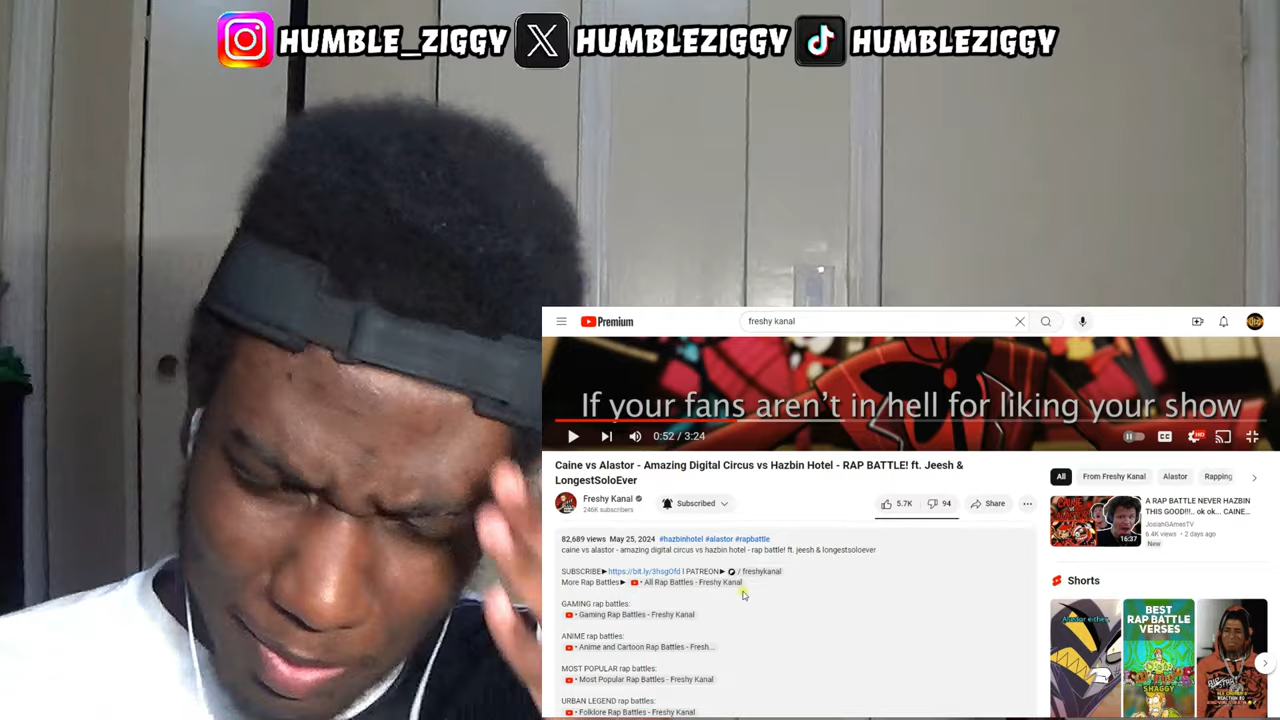 HUMBLE_ZIGGY HUMBLEZIGGY HUMBLEZIGGY
Premium
freshy kanal
If your fans aren't in hell for liking your show
0:52 / 3:24
Caine vs Alastor - Amazing Digital Circus vs Hazbin Hotel - RAP BATTLE! ft. Jeesh &
LongestSoloEver
Freshy Kanal
246K subscribers
Subscribed
5.7K
94
Share
82,689 views May 25, 2024 #hazbinhotel #alastor #rapbattle
caine vs alastor - amazing digital circus vs hazbin hotel - rap battle! ft. jeesh & longestsoloever
SUBSCRIBE► https://bit.ly/3hsgOfd I PATREON► / freshykanal
More Rap Battles► • All Rap Battles - Freshy Kanal
GAMING rap battles:
• Gaming Rap Battles - Freshy Kanal
ANIME rap battles:
• Anime and Cartoon Rap Battles - Fresh...
MOST POPULAR rap battles:
• Most Popular Rap Battles - Freshy Kanal
URBAN LEGEND rap battles:
• Folklore Rap Battles - Freshy Kanal
All
From Freshy Kanal
Alastor
Rapping
A RAP BATTLE NEVER HAZBIN
THIS GOOD!!!.. ok ok... CAINE...
JosiahGAmesTV
6.4K views • 2 days ago
New
16:37
Shorts
Alastor either
BEST
RAP BATTLE
VERSES
SHAGGY